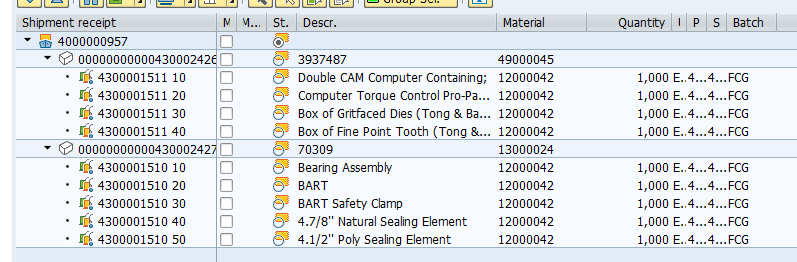 Group Sel.
Shipment receipt M M... St. Descr. Material Quantity P S Batch
4000000957
00000000000430002426 3937487 49000045
4300001511 10 Double CAM Computer Containing; 12000042 1,000 E... 4... 4... FCG
4300001511 20 Computer Torque Control Pro-Pa... 12000042 1,000 E... 4... 4... FCG
4300001511 30 Box of Gritfaced Dies (Tong & Ba... 12000042 1,000 E... 4... 4... FCG
4300001511 40 Box of Fine Point Tooth (Tong &... 12000042 1,000 E... 4... 4... FCG
00000000000430002427 70309 13000024
4300001510 10 Bearing Assembly 12000042 1,000 E... 4... 4... FCG
4300001510 20 BART 12000042 1,000 E... 4... 4... FCG
4300001510 30 BART Safety Clamp 12000042 1,000 E... 4... 4... FCG
4300001510 40 4.7/8" Natural Sealing Element 12000042 1,000 E... 4... 4... FCG
4300001510 50 4.1/2" Poly Sealing Element 12000042 1,000 E... 4... 4... FCG